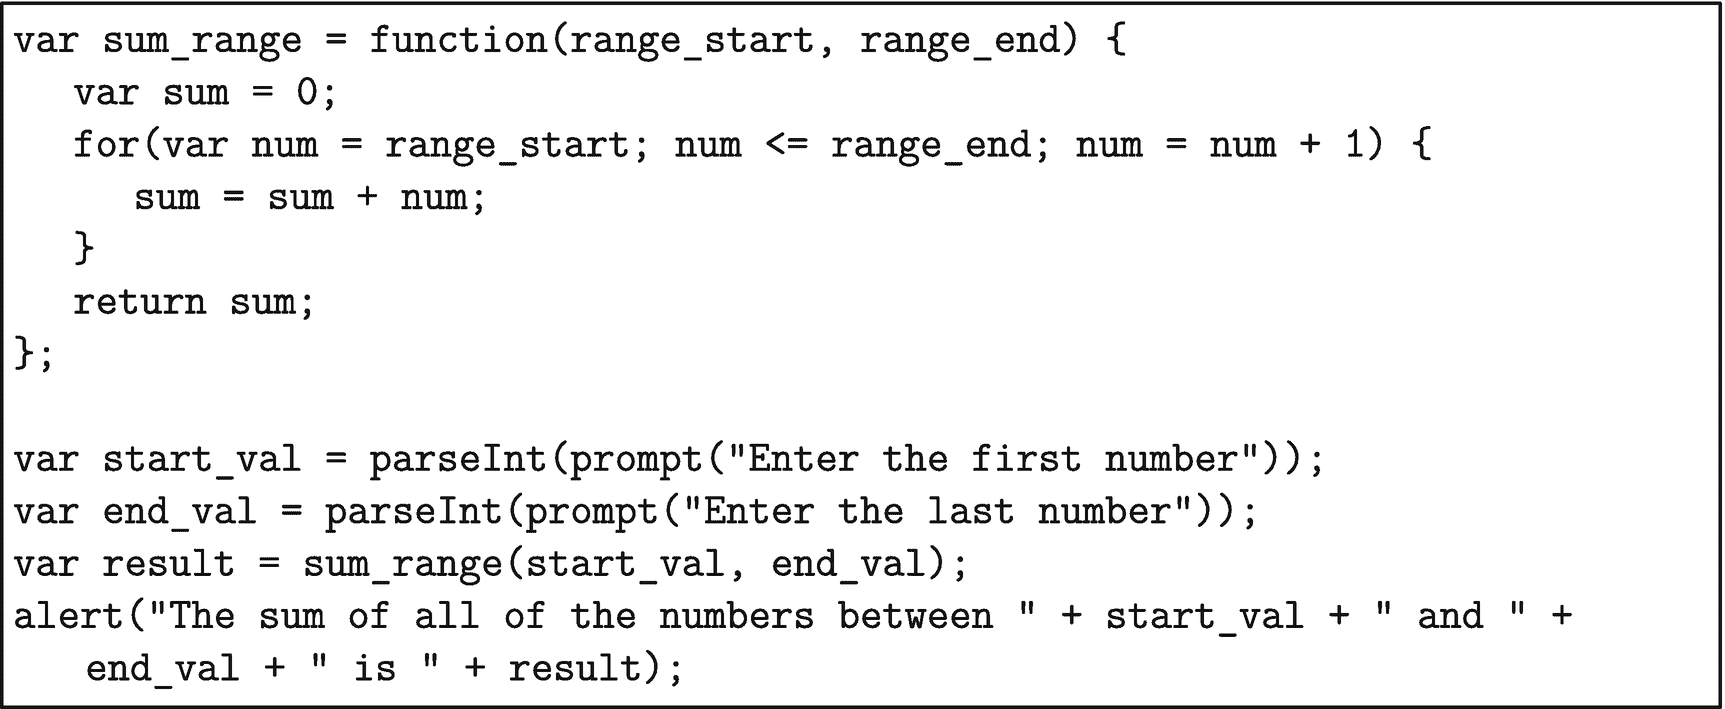 var sum_range = function(range_start, range_end) {
   var sum = 0;
   for(var num = range_start; num <= range_end; num = num + 1) {
      sum = sum + num;
   }
   return sum;
};

var start_val = parseInt(prompt("Enter the first number"));
var end_val = parseInt(prompt("Enter the last number"));
var result = sum_range(start_val, end_val);
alert("The sum of all of the numbers between " + start_val + " and " +
   end_val + " is " + result);